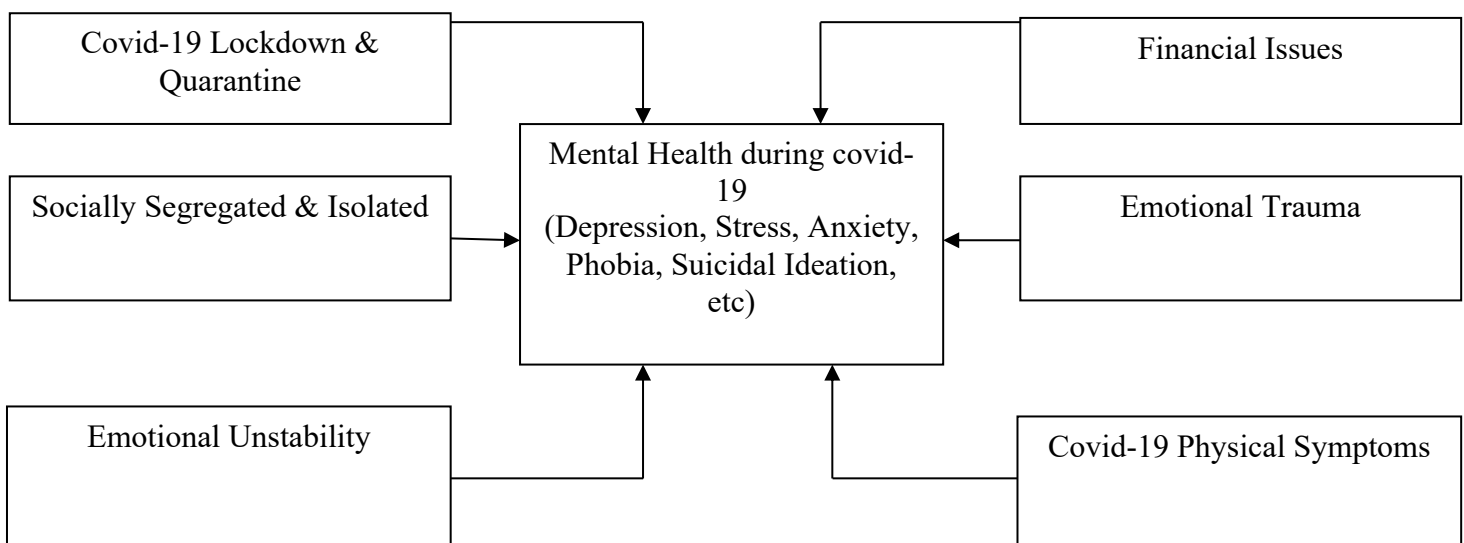 Covid-19 Lockdown &
Quarantine
Financial Issues
Mental Health during covid-
19
(Depression, Stress, Anxiety,
Phobia, Suicidal Ideation,
etc)
Socially Segregated & Isolated
Emotional Trauma
Emotional Unstability
Covid-19 Physical Symptoms